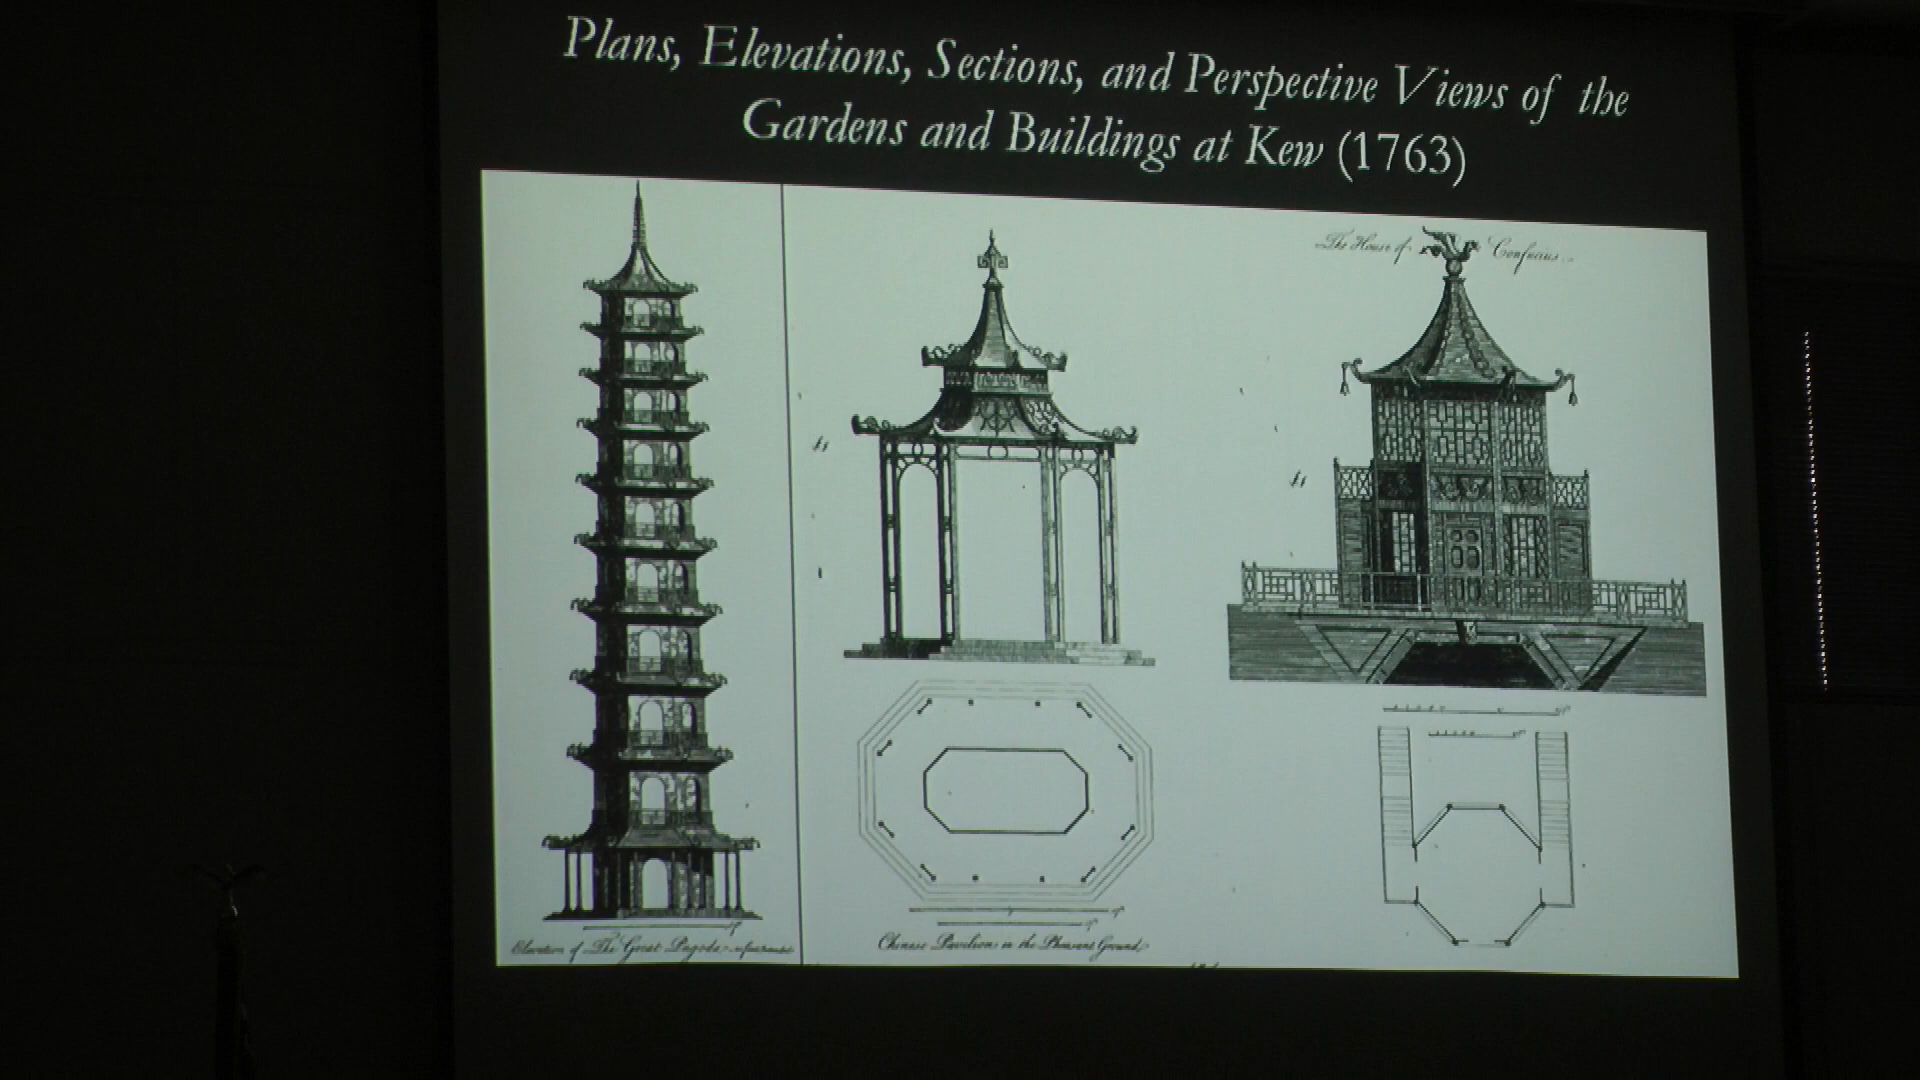 Plans, Elevations, Sections, and Perspective Views of the
Gardens and Buildings at Kew (1763)
The House of Confucius
Elevation of The Great Pagoda
Chinese Pavilion in the Pheasant Ground